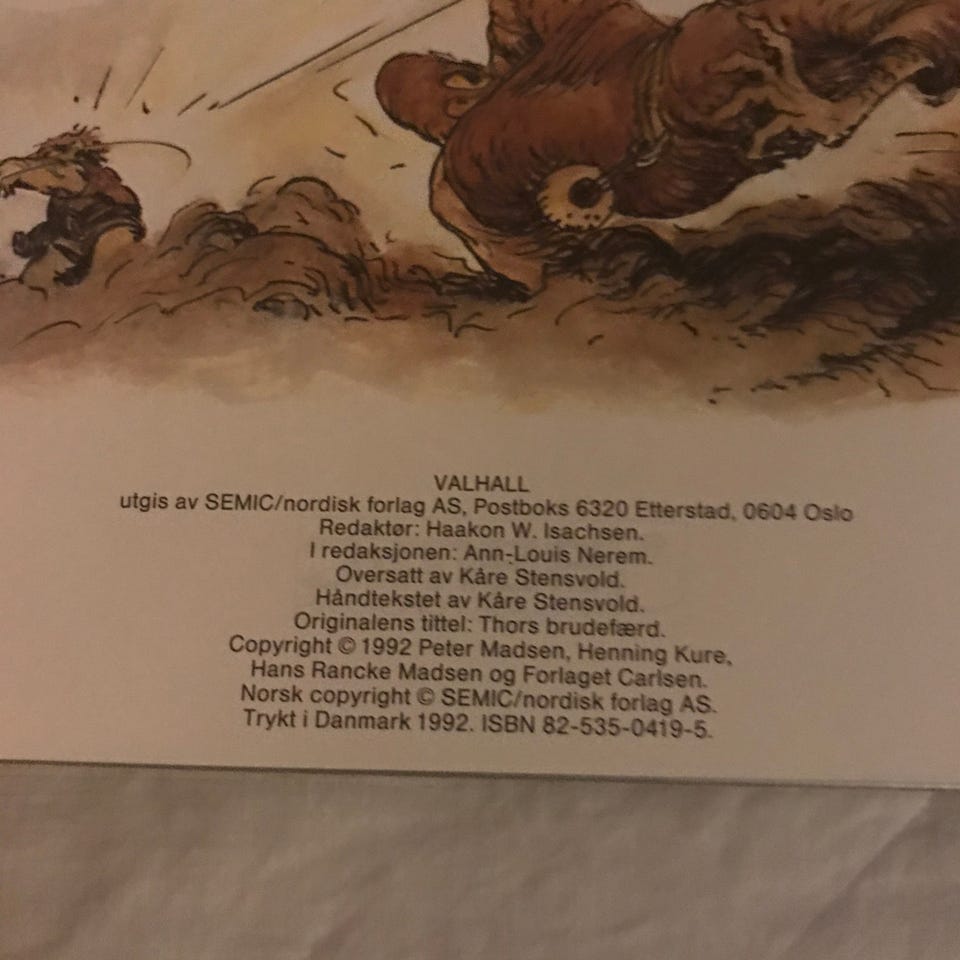 VALHALL
utgis av SEMIC/nordisk forlag AS, Postboks 6320 Etterstad, 0604 Oslo
Redaktør: Haakon W. Isachsen.
I redaksjonen: Ann-Louis Nerem.
Oversatt av Kåre Stensvold.
Håndtekstet av Kåre Stensvold.
Originalens tittel: Thors brudefærd.
Copyright © 1992 Peter Madsen, Henning Kure,
Hans Rancke Madsen og Forlaget Carlsen.
Norsk copyright © SEMIC/nordisk forlag AS.
Trykt i Danmark 1992. ISBN 82-535-0419-5.